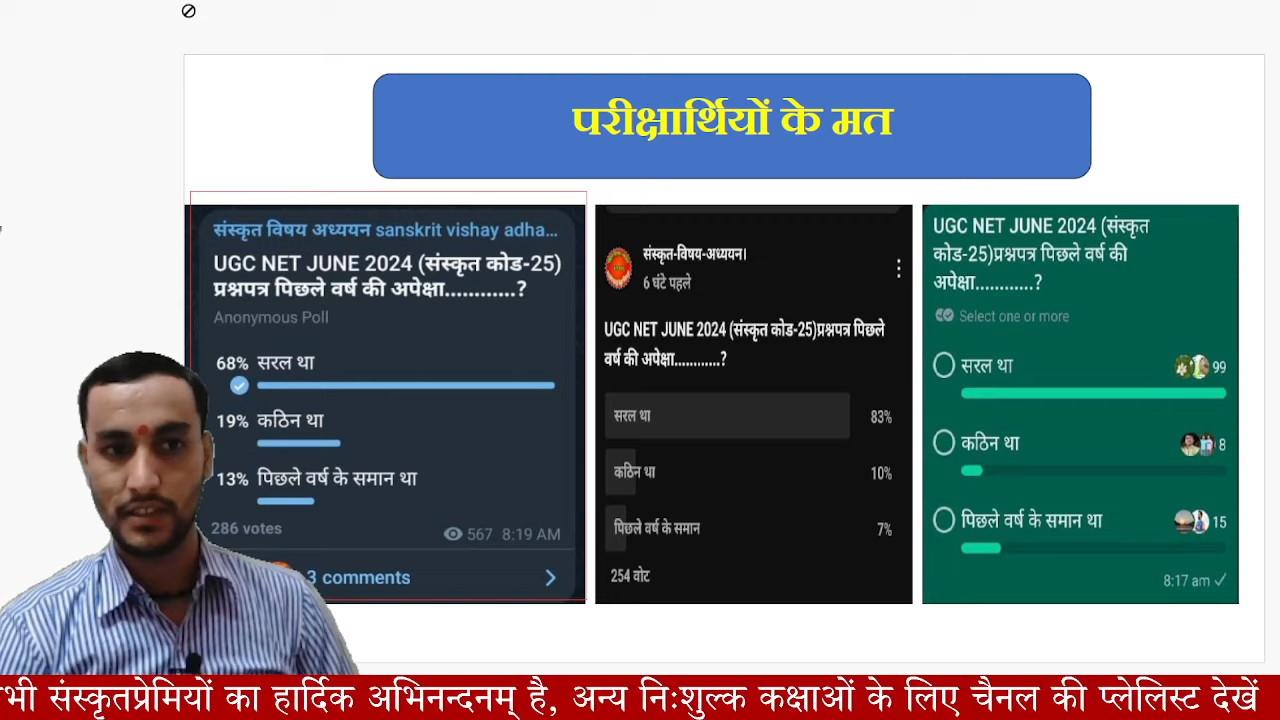 परीक्षार्थियों के मत
संस्कृत विषय अध्ययन sanskrit vishay adha...
UGC NET JUNE 2024 (संस्कृत कोड-25)
प्रश्नपत्र पिछले वर्ष की अपेक्षा............?
Anonymous Poll
68% सरल था
19% कठिन था
13% पिछले वर्ष के समान था
286 votes
567 8:19 AM
3 comments
संस्कृत-विषय-अध्ययन।
6 घंटे पहले
UGC NET JUNE 2024 (संस्कृत कोड-25)प्रश्नपत्र पिछले
वर्ष की अपेक्षा............?
सरल था 83%
कठिन था 10%
पिछले वर्ष के समान 7%
254 वोट
UGC NET JUNE 2024 (संस्कृत
कोड-25)प्रश्नपत्र पिछले वर्ष की
अपेक्षा............?
Select one or more
सरल था 99
कठिन था 8
पिछले वर्ष के समान था 15
8:17 am
संस्कृतप्रेमियों का हार्दिक अभिनन्दनम् है, अन्य निःशुल्क कक्षाओं के लिए चैनल की प्लेलिस्ट देखें